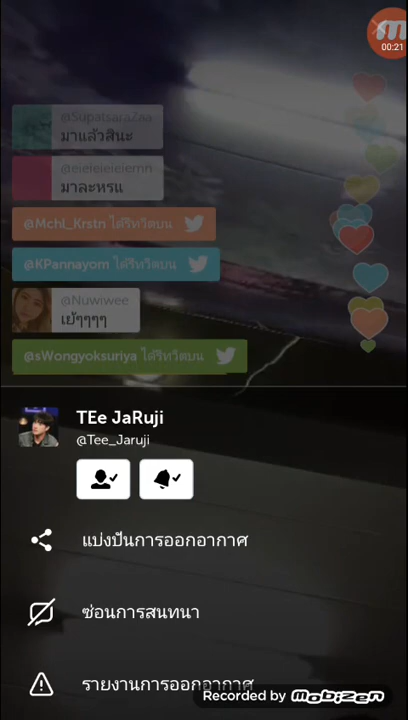 00:21
@SupaisaraZaa
มาแล้วสินะ
@eieieieieiemn
มาละหรแ
@Mchl_Krstn ได้รีทวีตบน
@KPannayom ได้รีทวีตบน
@Nuwiwee
เย้ๆๆๆๆ
@sWongyoksuriya ได้รีทวีตบน
TEe JaRuji
@Tee_Jaruji
แบ่งปันการออกอากาศ
ซ่อนการสนทนา
รายงานการออกอากาศ
Recorded by mobizen